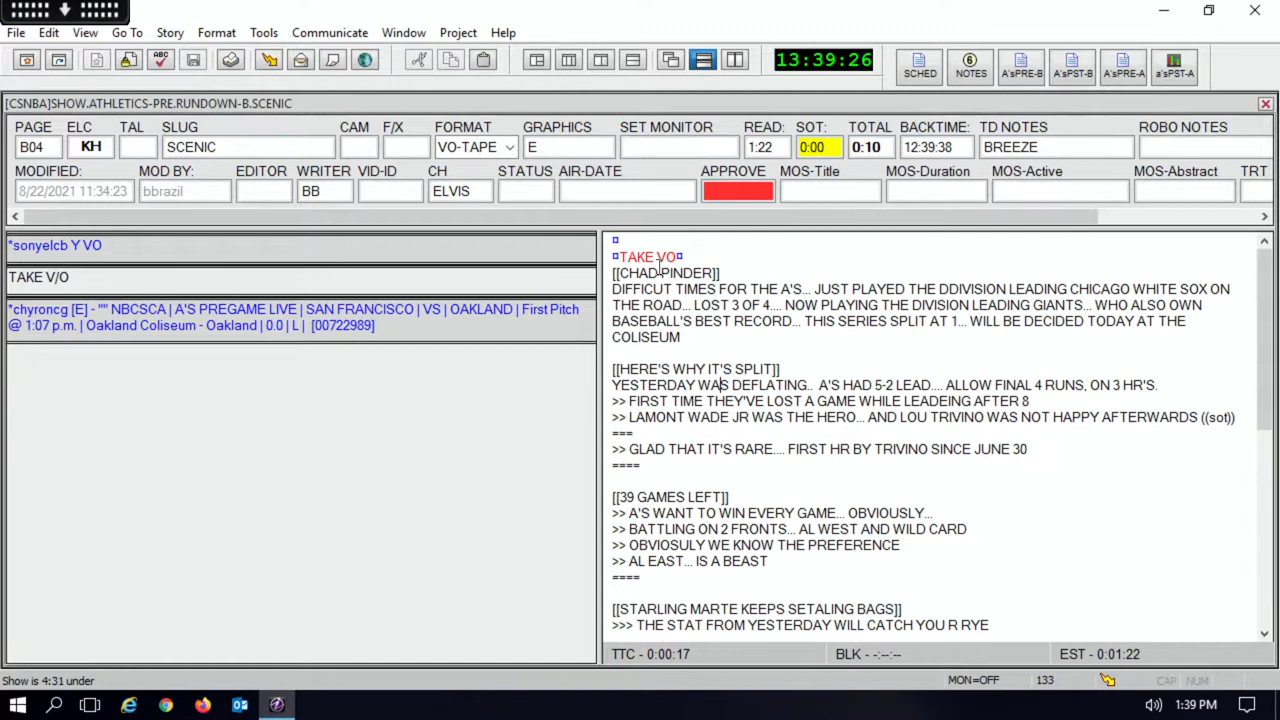 File Edit View Go To Story Format Tools Communicate Window Project Help
ABC
13:39:26
SCHED
6 NOTES
A'sPRE-B
A'sPST-B
A'sPRE-A
a'sPST-A
[CSNBA]SHOW.ATHLETICS-PRE.RUNDOWN-B.SCENIC
PAGE ELC TAL SLUG CAM F/X FORMAT GRAPHICS SET MONITOR READ: SOT: TOTAL BACKTIME: TD NOTES ROBO NOTES
B04 KH SCENIC VO-TAPE E 1:22 0:00 0:10 12:39:38 BREEZE
MODIFIED: MOD BY: EDITOR WRITER VID-ID CH STATUS AIR-DATE APPROVE MOS-Title MOS-Duration MOS-Active MOS-Abstract TRT
8/22/2021 11:34:23 bbrazil BB ELVIS
*sonyelcb Y VO
TAKE V/O
*chyroncg [E] - "" NBCSCA | A'S PREGAME LIVE | SAN FRANCISCO | VS | OAKLAND | First Pitch
@ 1:07 p.m. | Oakland Coliseum - Oakland | 0.0 | L | [00722989]
¤
¤TAKE VO¤
[[CHAD PINDER]]
DIFFICUT TIMES FOR THE A'S... JUST PLAYED THE DDIVISION LEADING CHICAGO WHITE SOX ON
THE ROAD... LOST 3 OF 4.... NOW PLAYING THE DIVISION LEADING GIANTS... WHO ALSO OWN
BASEBALL'S BEST RECORD... THIS SERIES SPLIT AT 1... WILL BE DECIDED TODAY AT THE
COLISEUM
[[HERE'S WHY IT'S SPLIT]]
YESTERDAY WAS DEFLATING.. A'S HAD 5-2 LEAD.... ALLOW FINAL 4 RUNS, ON 3 HR'S.
>> FIRST TIME THEY'VE LOST A GAME WHILE LEADEING AFTER 8
>> LAMONT WADE JR WAS THE HERO... AND LOU TRIVINO WAS NOT HAPPY AFTERWARDS ((sot))
===
>> GLAD THAT IT'S RARE.... FIRST HR BY TRIVINO SINCE JUNE 30
====
[[39 GAMES LEFT]]
>> A'S WANT TO WIN EVERY GAME... OBVIOUSLY...
>> BATTLING ON 2 FRONTS... AL WEST AND WILD CARD
>> OBVIOSULY WE KNOW THE PREFERENCE
>> AL EAST... IS A BEAST
====
[[STARLING MARTE KEEPS SETALING BAGS]]
>>> THE STAT FROM YESTERDAY WILL CATCH YOU R RYE
TTC - 0:00:17 BLK - -:--:-- EST - 0:01:22
Show is 4:31 under MON=OFF 133 CAP NUM
1:39 PM